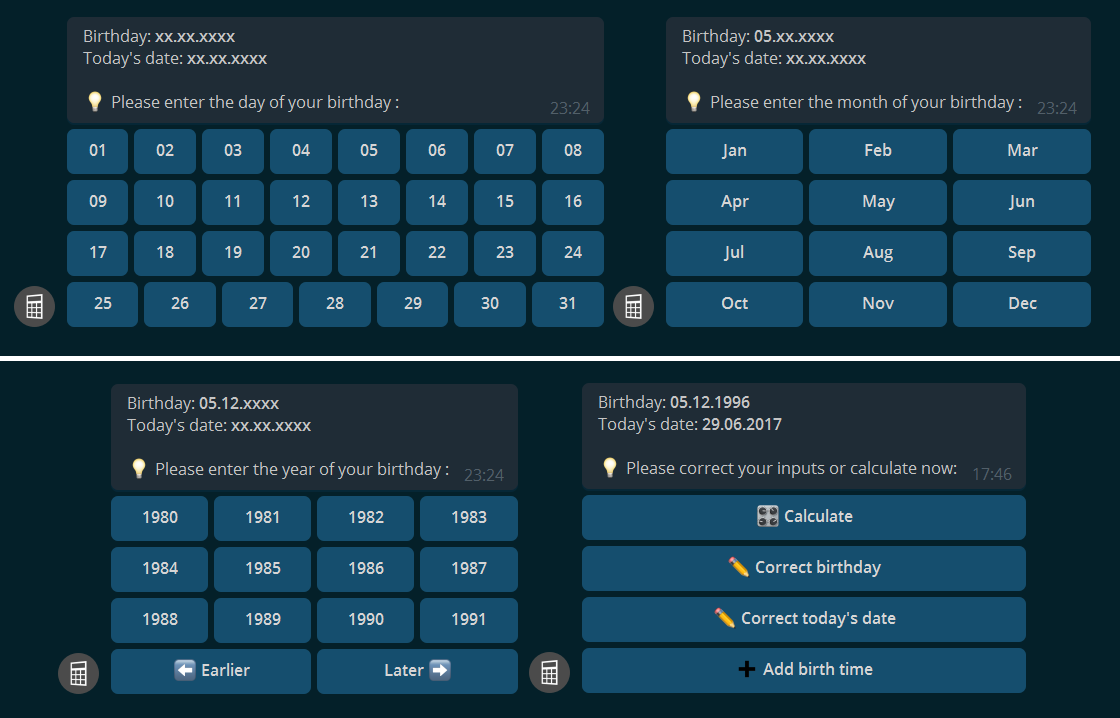 Birthday: xx.xx.xxxx
Today's date: xx.xx.xxxx
Please enter the day of your birthday :
23:24
01 02 03 04 05 06 07 08
09 10 11 12 13 14 15 16
17 18 19 20 21 22 23 24
25 26 27 28 29 30 31
Birthday: 05.xx.xxxx
Today's date: xx.xx.xxxx
Please enter the month of your birthday :
23:24
Jan Feb Mar
Apr May Jun
Jul Aug Sep
Oct Nov Dec
Birthday: 05.12.xxxx
Today's date: xx.xx.xxxx
Please enter the year of your birthday :
23:24
1980 1981 1982 1983
1984 1985 1986 1987
1988 1989 1990 1991
Earlier Later
Birthday: 05.12.1996
Today's date: 29.06.2017
Please correct your inputs or calculate now:
17:46
Calculate
Correct birthday
Correct today's date
Add birth time